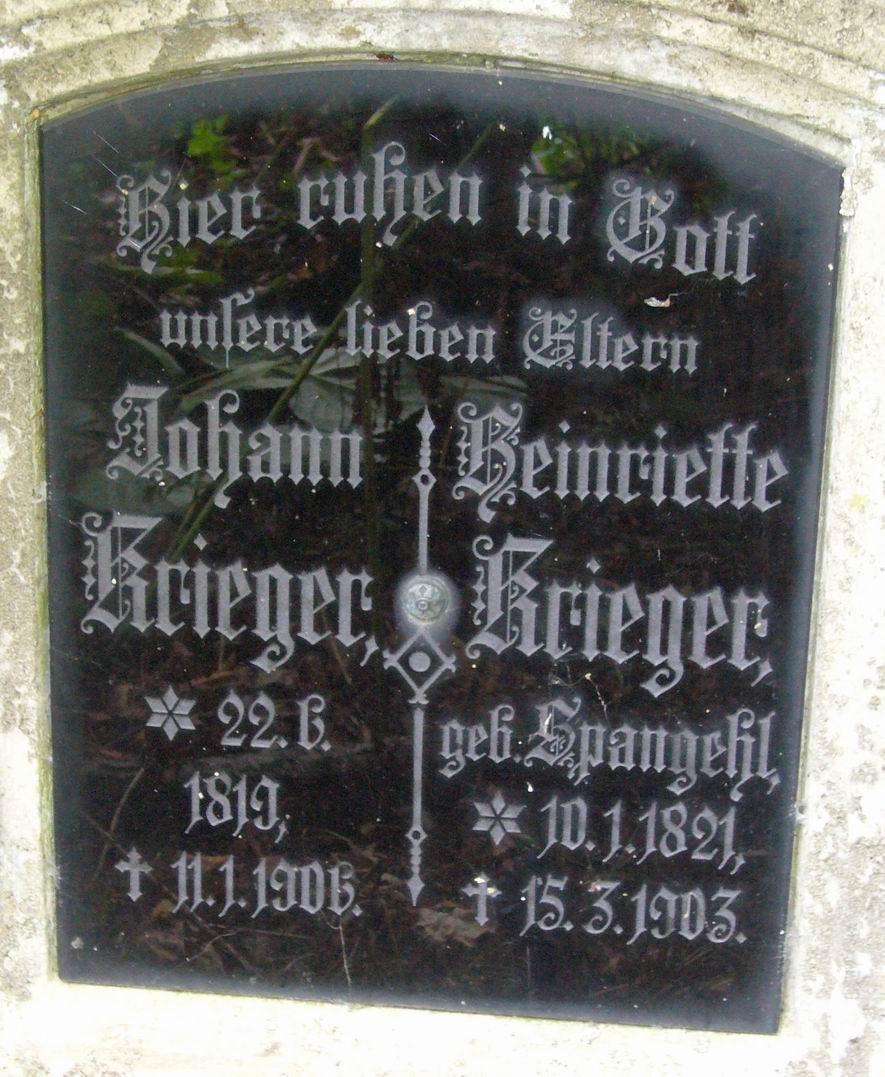 Hier ruhen in Gott
unsere lieben Eltern
Johann
Krieger,
* 22.6.
1819,
† 11.1.1906.
Heinriette
Krieger,
geb. Spangehl,
* 10.1.1821,
† 15.3.1903.